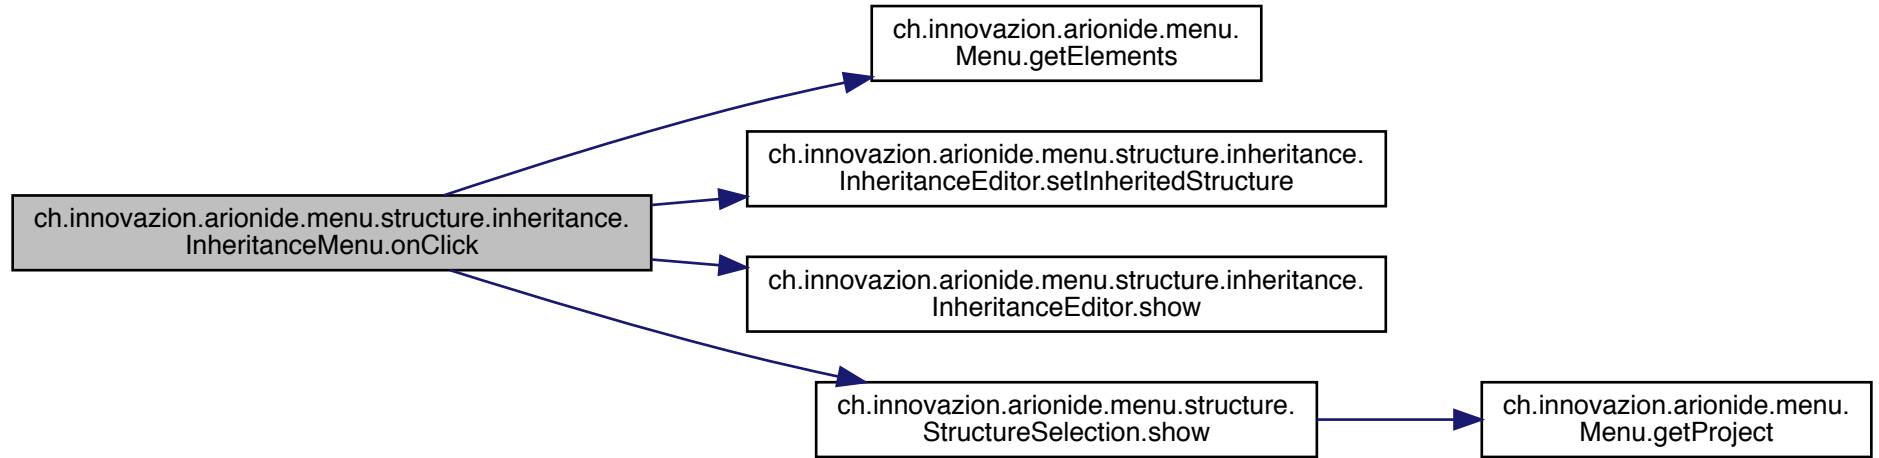 ch.innovazion.arionide.menu.
Menu.getElements
ch.innovazion.arionide.menu.structure.inheritance.
InheritanceEditor.setInheritedStructure
ch.innovazion.arionide.menu.structure.inheritance.
InheritanceMenu.onClick
ch.innovazion.arionide.menu.structure.inheritance.
InheritanceEditor.show
ch.innovazion.arionide.menu.structure.
StructureSelection.show
ch.innovazion.arionide.menu.
Menu.getProject